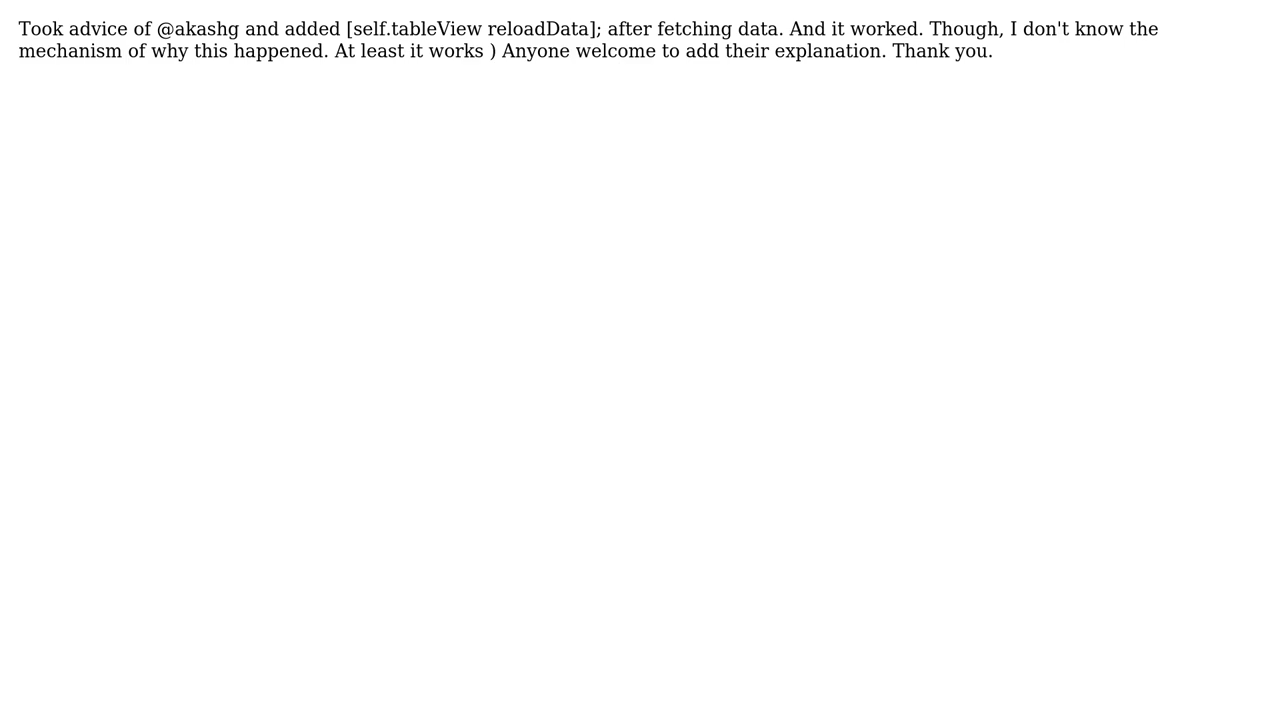 Took advice of @akashg and added [self.tableView reloadData]; after fetching data. And it worked. Though, I don't know the
mechanism of why this happened. At least it works ) Anyone welcome to add their explanation. Thank you.